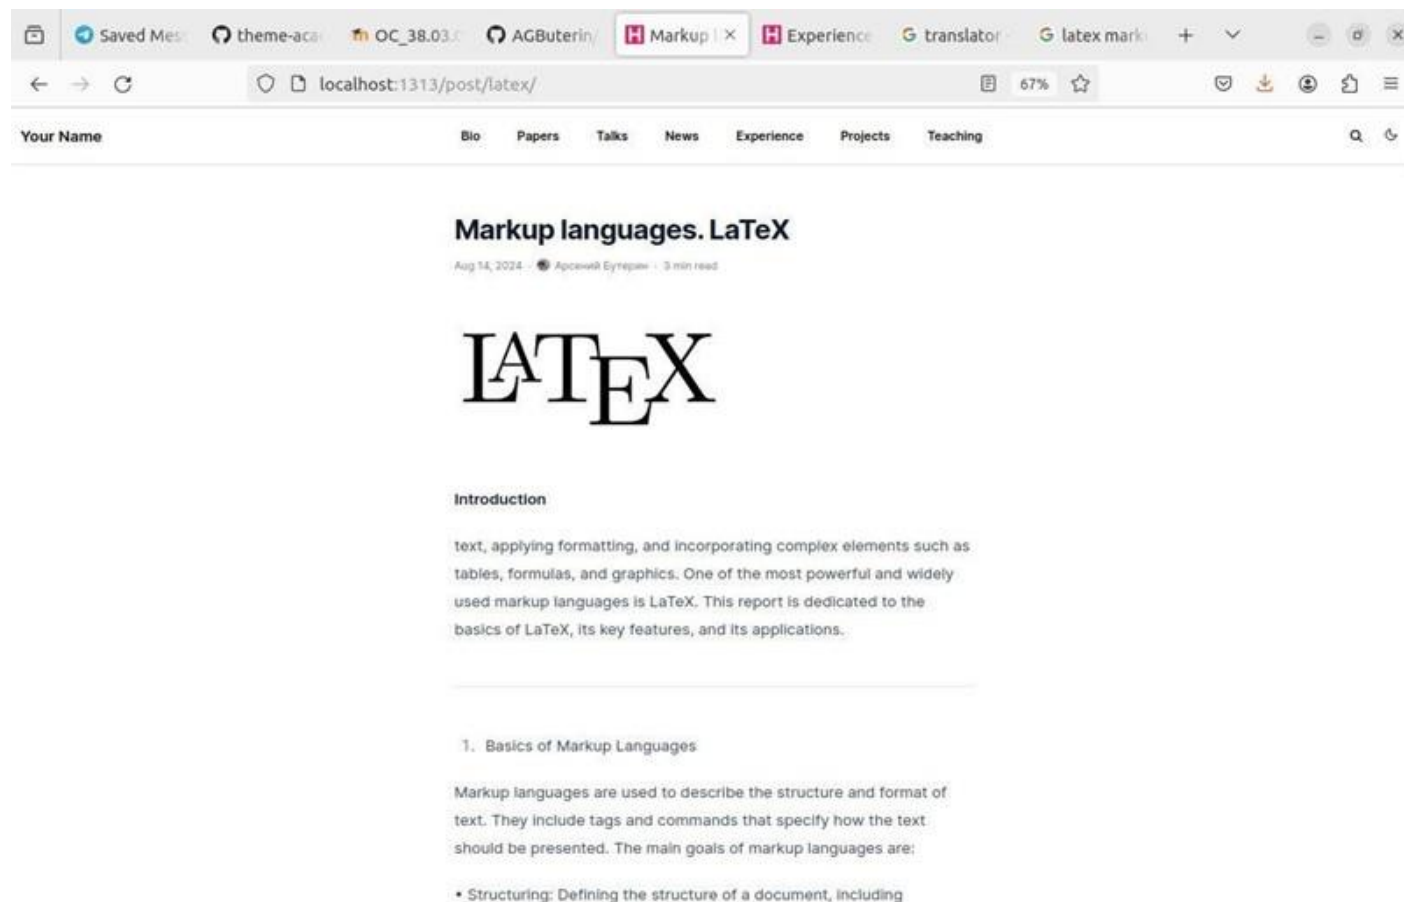 Saved Mes
theme-aca
OC_38.03.
AGButerin/
Markup l
Experience
translator
latex mark
localhost:1313/post/latex/
67%
Your Name
Bio Papers Talks News Experience Projects Teaching
Markup languages. LaTeX
Aug 14, 2024 · Арсений Бутерин · 3 min read
LATEX
Introduction
text, applying formatting, and incorporating complex elements such as
tables, formulas, and graphics. One of the most powerful and widely
used markup languages is LaTeX. This report is dedicated to the
basics of LaTeX, its key features, and its applications.
1. Basics of Markup Languages
Markup languages are used to describe the structure and format of
text. They include tags and commands that specify how the text
should be presented. The main goals of markup languages are:
• Structuring: Defining the structure of a document, including